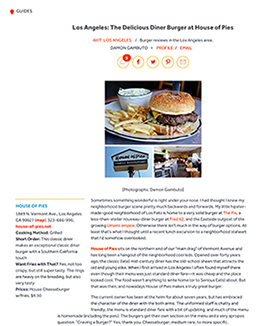 GUIDES
Los Angeles: The Delicious Diner Burger at House of Pies
AHT: LOS ANGELES / Burger reviews in the Los Angeles area.
DAMON GAMBUTO + PROFILE / EMAIL
HOUSE OF PIES
[Photographs: Damon Gambuto]
HOUSE OF PIES
1869 N. Vermont Ave., Los Angeles
CA 90027 (map); 323-666-9961;
house-of-pies.net
Cooking Method: Grilled
Short Order: This classic diner
makes an exceptional classic diner
burger with a Southern California
touch
Want Fries with That? Yes, not too
crispy, but still super tasty. The rings
are heavy on the breading, but also
very tasty
Prices: House Cheeseburger
w/fries, $9.30
Sometimes something wonderful is right under your nose. I had thought I knew my
neighborhood burger scene pretty much backwards and forwards. My little hipster-
made-good neighborhood of Los Feliz is home to a very solid burger at
less-than-stellar nouveau diner burger at and the Eastside outpost of the
growing Umami empire. Otherwise there isn't much in the way of burger options. At
least that's what I thought until a recent lunch excursion to a neighborhood stalwart
that I'd somehow overlooked.
House of Pies sits on the northern end of our "main drag" of Vermont Avenue and
has long been a hangout of the neighborhood cool kids. Opened over forty years
ago, the classic Geist mid-century diner fare has the old school sheen that attracts the
old and young alike. When I first arrived in Los Angeles I often found myself there
even though their menu was just standard diner fare—it was cheap and the place
looked cool. The food wasn't anything to write home to (or Serious Eats) about. But
that was then, and nowadays House of Pies makes a truly great burger.
The current owner has been at the helm for about seven years, but has embraced
the character of the diner with the both arms. The uniformed staff is chatty and
friendly, the menu is standard diner fare with a bit of updating, and much of the menu
is homemade (including the pies). The burgers get their own section on the menu and a very apropos
question: "Craving a Burger?" Yes, thank you. Cheeseburger, medium rare, to more specific.